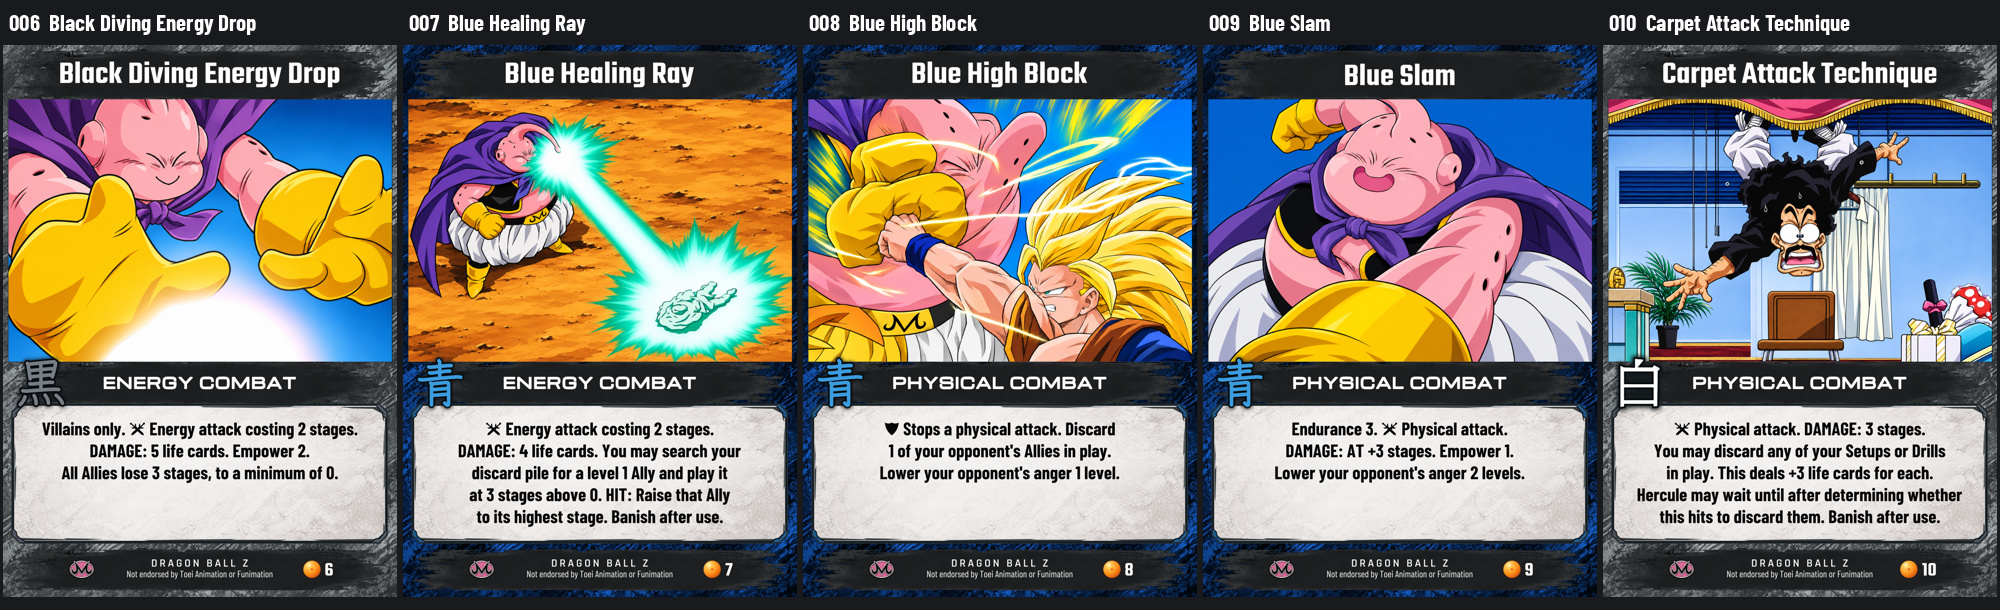 006 Black Diving Energy Drop
Black Diving Energy Drop
黒
ENERGY COMBAT
Villains only. Energy attack costing 2 stages.
DAMAGE: 5 life cards. Empower 2.
All Allies lose 3 stages, to a minimum of 0.
DRAGON BALL Z
Not endorsed by Toei Animation or Funimation
6
007 Blue Healing Ray
Blue Healing Ray
青
ENERGY COMBAT
Energy attack costing 2 stages.
DAMAGE: 4 life cards. You may search your
discard pile for a level 1 Ally and play it
at 3 stages above 0. HIT: Raise that Ally
to its highest stage. Banish after use.
DRAGON BALL Z
Not endorsed by Toei Animation or Funimation
7
008 Blue High Block
Blue High Block
青
PHYSICAL COMBAT
Stops a physical attack. Discard
1 of your opponent's Allies in play.
Lower your opponent's anger 1 level.
DRAGON BALL Z
Not endorsed by Toei Animation or Funimation
8
009 Blue Slam
Blue Slam
青
PHYSICAL COMBAT
Endurance 3. Physical attack.
DAMAGE: AT +3 stages. Empower 1.
Lower your opponent's anger 2 levels.
DRAGON BALL Z
Not endorsed by Toei Animation or Funimation
9
010 Carpet Attack Technique
Carpet Attack Technique
白
PHYSICAL COMBAT
Physical attack. DAMAGE: 3 stages.
You may discard any of your Setups or Drills
in play. This deals +3 life cards for each.
Hercule may wait until after determining whether
this hits to discard them. Banish after use.
DRAGON BALL Z
Not endorsed by Toei Animation or Funimation
10